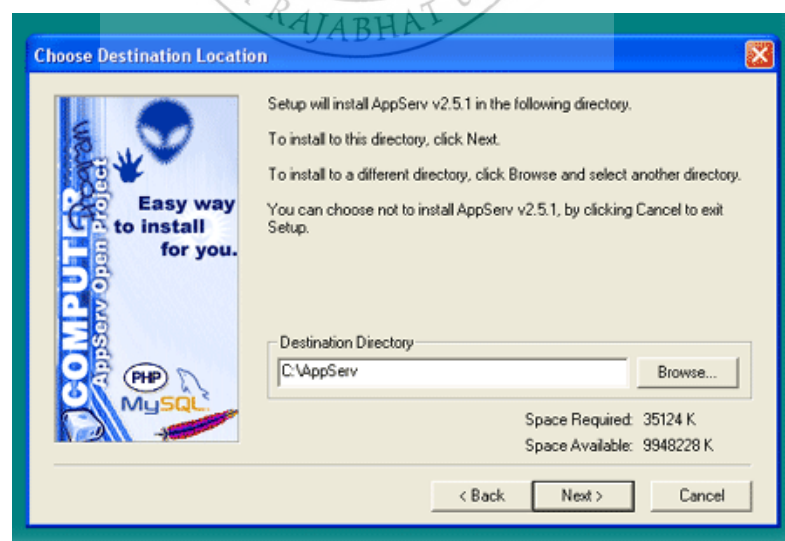 RAJABHAT
Choose Destination Location
Setup will install AppServ v2.5.1 in the following directory.
To install to this directory, click Next.
To install to a different directory, click Browse and select another directory.
You can choose not to install AppServ v2.5.1, by clicking Cancel to exit
Setup.
COMPUTER
program
AppServ Open Project
Easy way
to install
for you.
PHP
MySQL
Destination Directory
C:\AppServ
Browse...
Space Required: 35124 K
Space Available: 9948228 K
< Back
Next >
Cancel